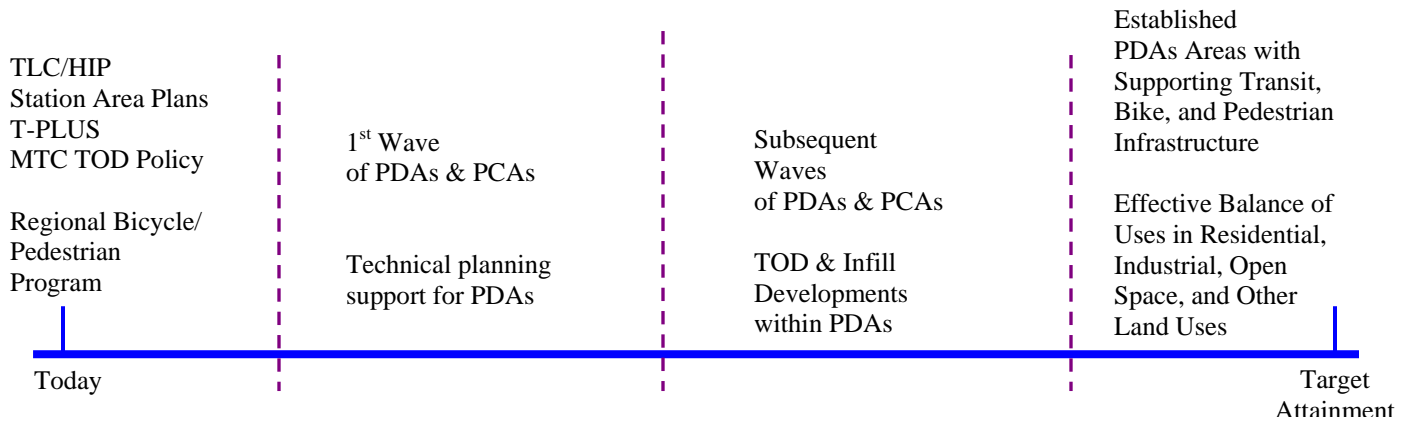 TLC/HIP
Station Area Plans
T-PLUS
MTC TOD Policy
Regional Bicycle/
Pedestrian
Program
1st Wave
of PDAs & PCAs
Technical planning
support for PDAs
Subsequent
Waves
of PDAs & PCAs
TOD & Infill
Developments
within PDAs
Established
PDAs Areas with
Supporting Transit,
Bike, and Pedestrian
Infrastructure
Effective Balance of
Uses in Residential,
Industrial, Open
Space, and Other
Land Uses
Today
Target
Attainment